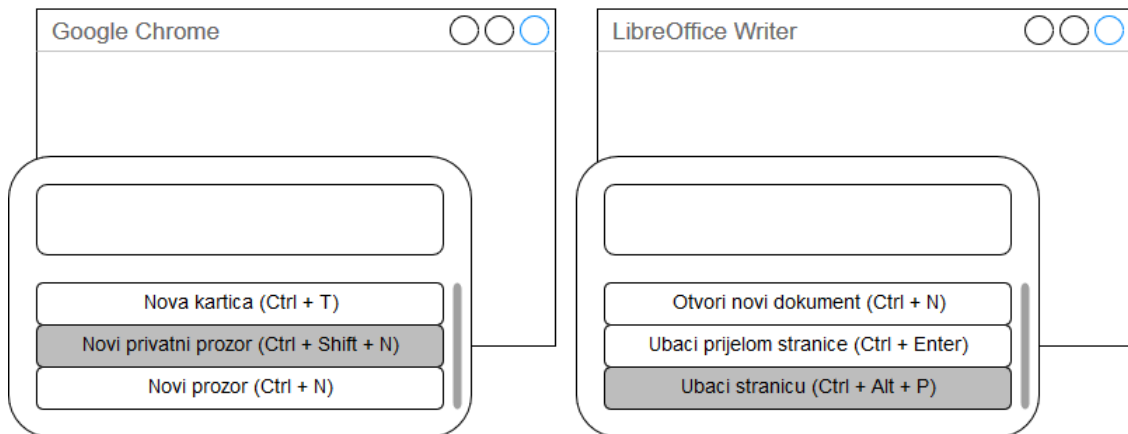 Google Chrome
Nova kartica (Ctrl + T)
Novi privatni prozor (Ctrl + Shift + N)
Novi prozor (Ctrl + N)
LibreOffice Writer
Otvori novi dokument (Ctrl + N)
Ubaci prijelom stranice (Ctrl + Enter)
Ubaci stranicu (Ctrl + Alt + P)